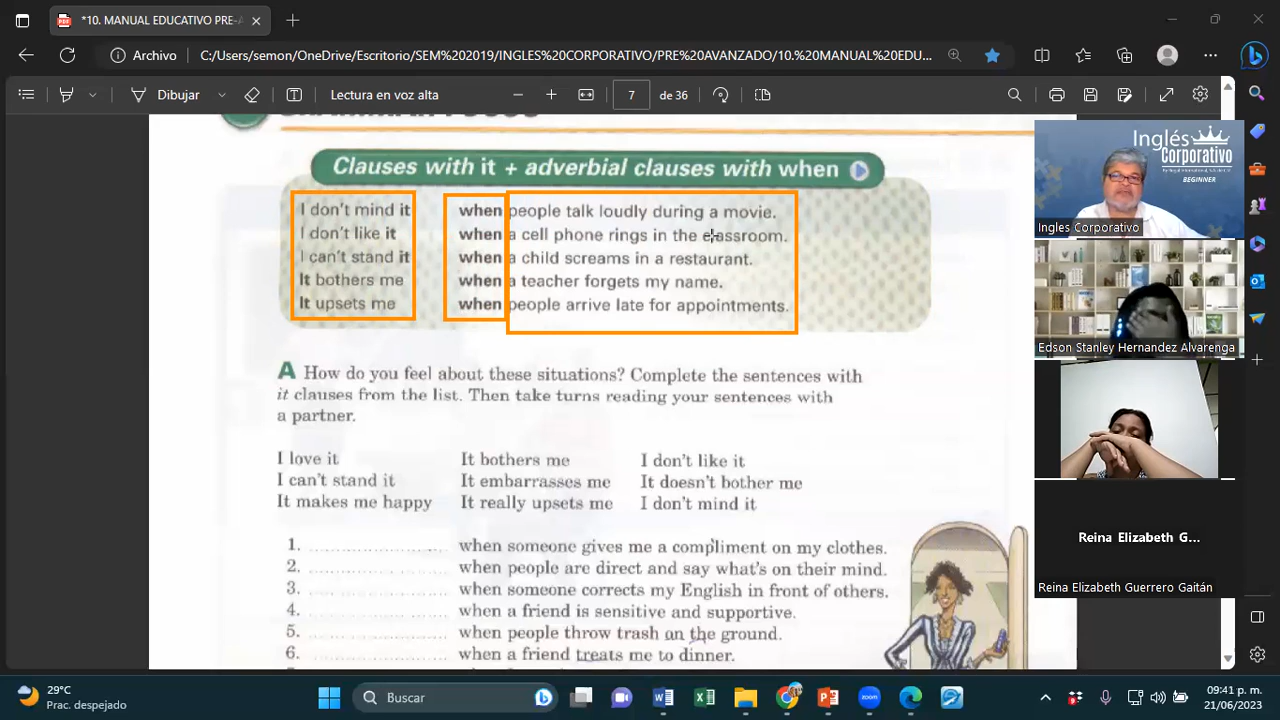 *10. MANUAL EDUCATIVO PRE-A
Archivo
C:/Users/semon/OneDrive/Escritorio/SEM%202019/INGLES%20CORPORATIVO/PRE%20AVANZADO/10.%20MANUAL%20EDU...
Dibujar
Lectura en voz alta
7
de 36
Clauses with it + adverbial clauses with when
I don't mind it when people talk loudly during a movie.
I don't like it when a cell phone rings in the classroom.
I can't stand it when a child screams in a restaurant.
It bothers me when a teacher forgets my name.
It upsets me when people arrive late for appointments.
A How do you feel about these situations? Complete the sentences with
it clauses from the list. Then take turns reading your sentences with
a partner.
I love it It bothers me I don't like it
I can't stand it It embarrasses me It doesn't bother me
It makes me happy It really upsets me I don't mind it
1. when someone gives me a compliment on my clothes.
2. when people are direct and say what's on their mind.
3. when someone corrects my English in front of others.
4. when a friend is sensitive and supportive.
5. when people throw trash on the ground.
6. when a friend treats me to dinner.
Inglés
Corporativo
BEGINNER
Ingles Corporativo
Edson Stanley Hernandez Alvarenga
Reina Elizabeth G...
Reina Elizabeth Guerrero Gaitán
29°C
Prac. despejado
Buscar
09:41 p. m.
21/06/2023